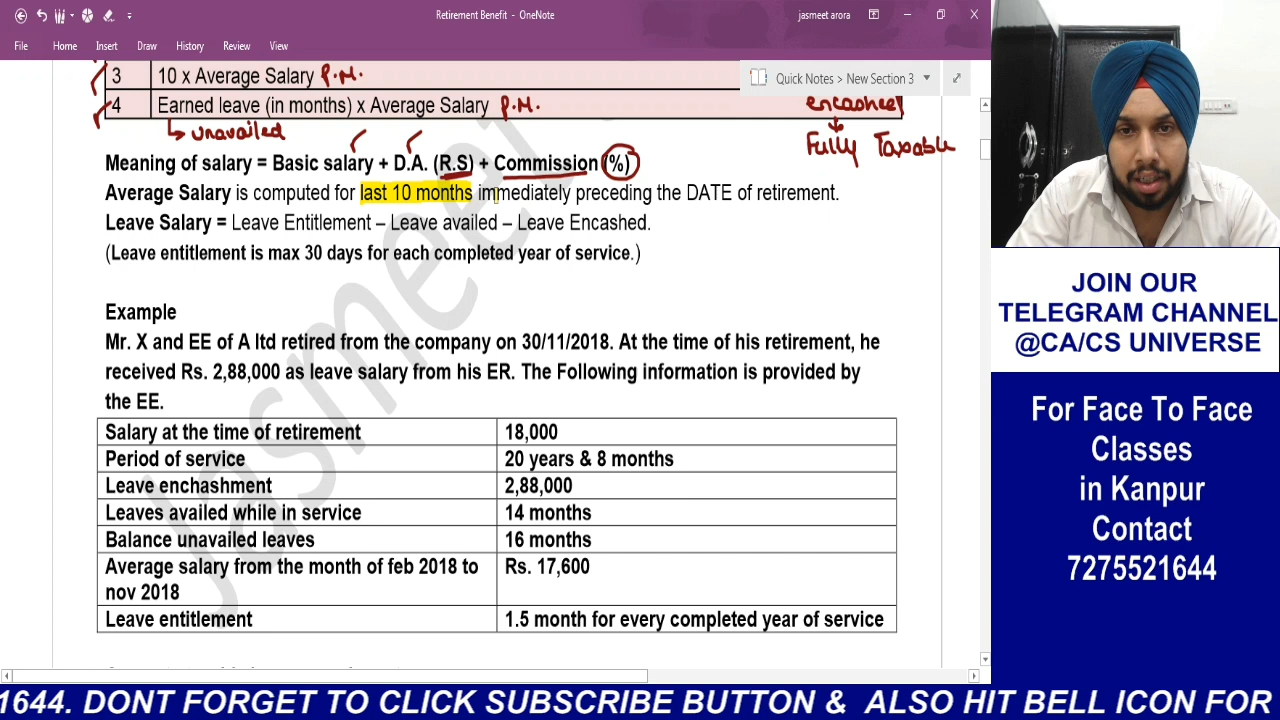 Retirement Benefit - OneNote
jasmeet arora
File Home Insert Draw History Review View
Quick Notes > New Section 3
3 10 x Average Salary P.M.
4 Earned leave (in months) x Average Salary P.M.
encashed
unavailed
Fully Taxable
Meaning of salary = Basic salary + D.A. (R.S) + Commission (%)
Average Salary is computed for last 10 months immediately preceding the DATE of retirement.
Leave Salary = Leave Entitlement – Leave availed – Leave Encashed.
(Leave entitlement is max 30 days for each completed year of service.)
Example
Mr. X and EE of A ltd retired from the company on 30/11/2018. At the time of his retirement, he
received Rs. 2,88,000 as leave salary from his ER. The Following information is provided by
the EE.
Salary at the time of retirement 18,000
Period of service 20 years & 8 months
Leave enchashment 2,88,000
Leaves availed while in service 14 months
Balance unavailed leaves 16 months
Average salary from the month of feb 2018 to Rs. 17,600
nov 2018
Leave entitlement 1.5 month for every completed year of service
Jasmeet
JOIN OUR
TELEGRAM CHANNEL
@CA/CS UNIVERSE
For Face To Face
Classes
in Kanpur
Contact
7275521644
1644. DONT FORGET TO CLICK SUBSCRIBE BUTTON & ALSO HIT BELL ICON FOR